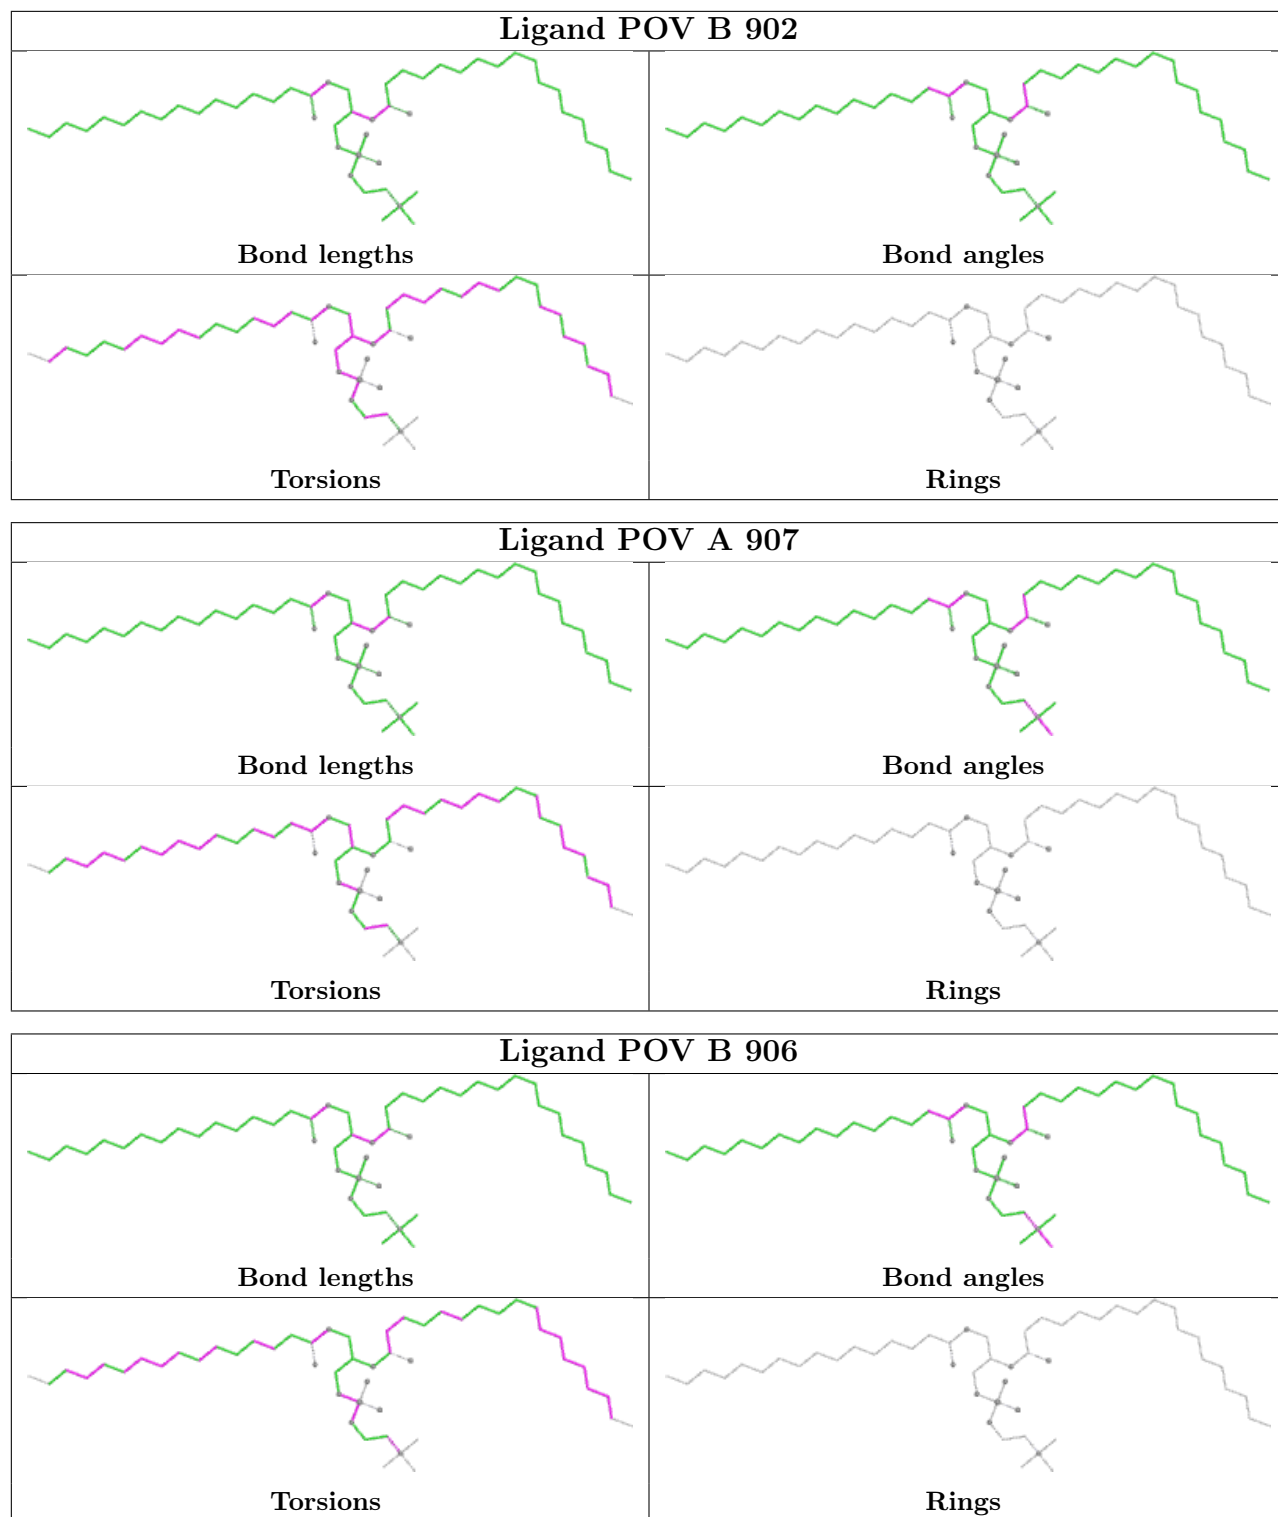 Ligand POV B 902
Bond lengths
Bond angles
Torsions
Rings
Ligand POV A 907
Bond lengths
Bond angles
Torsions
Rings
Ligand POV B 906
Bond lengths
Bond angles
Torsions
Rings